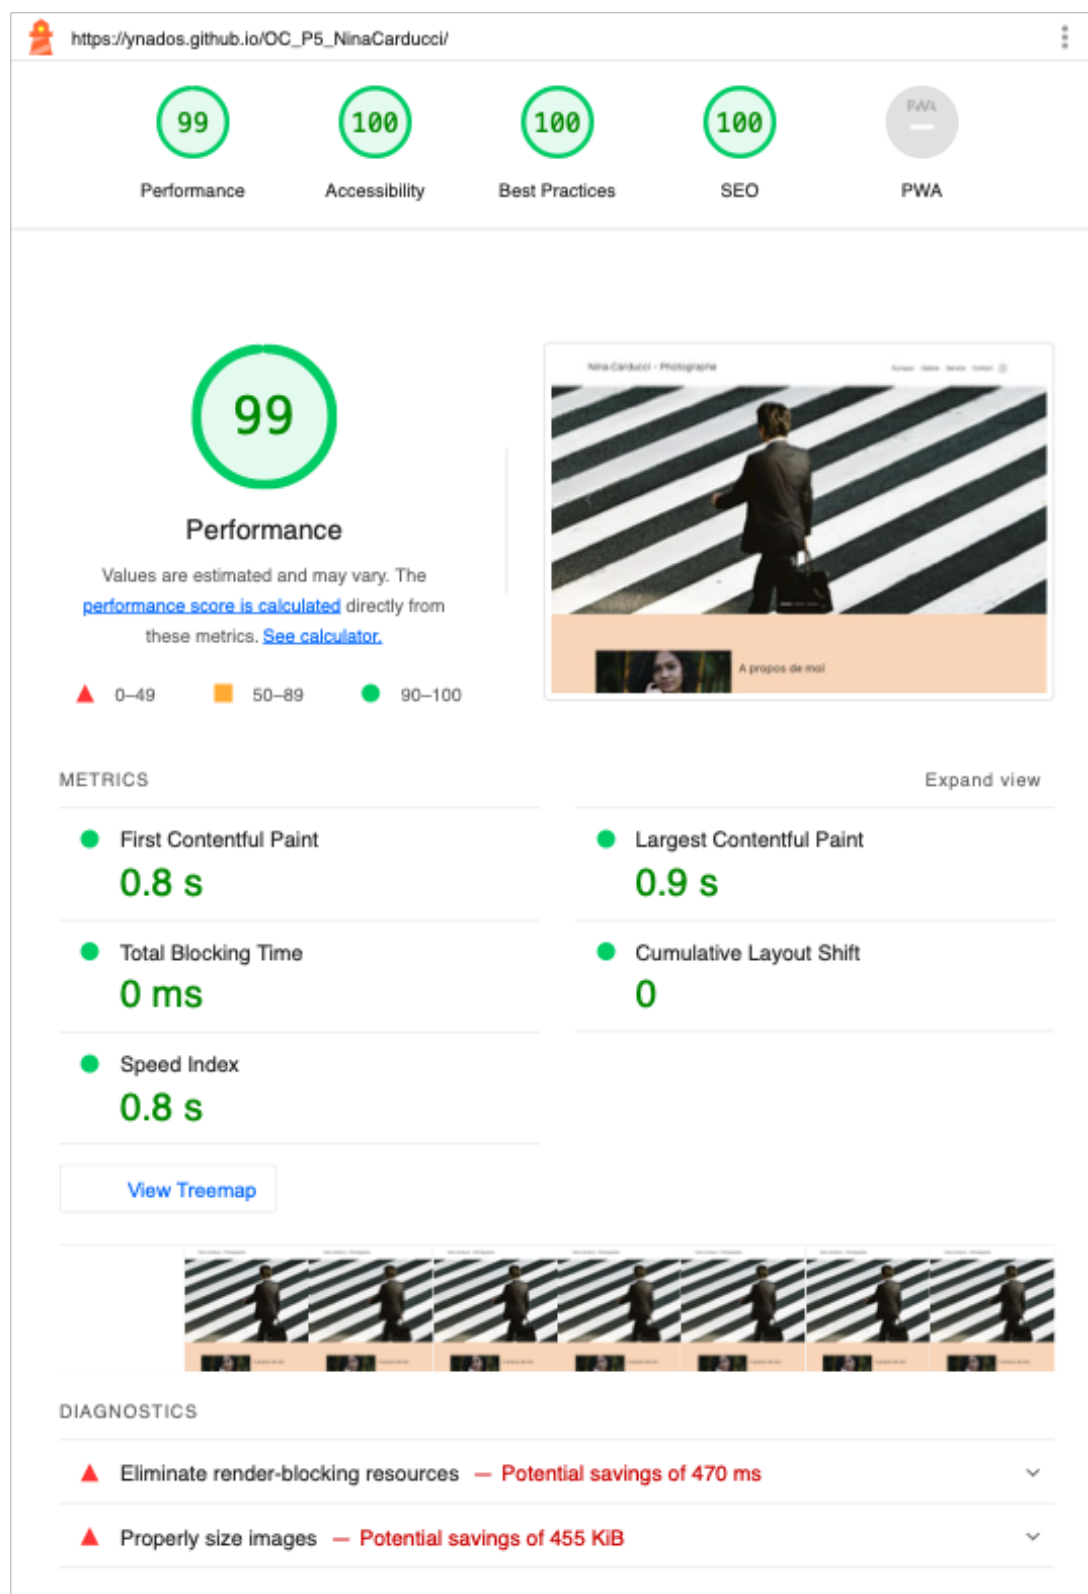 https://ynados.github.io/OC_P5_NinaCarducci/
99
100
100
100
PWA
Performance
Accessibility
Best Practices
SEO
PWA
99
Performance
Values are estimated and may vary. The
performance score is calculated directly from
these metrics. See calculator.
0–49
50–89
90–100
Nina Carducci - Photographe
A propos de moi
METRICS
Expand view
First Contentful Paint
0.8 s
Largest Contentful Paint
0.9 s
Total Blocking Time
0 ms
Cumulative Layout Shift
0
Speed Index
0.8 s
View Treemap
DIAGNOSTICS
Eliminate render-blocking resources — Potential savings of 470 ms
Properly size images — Potential savings of 455 KiB